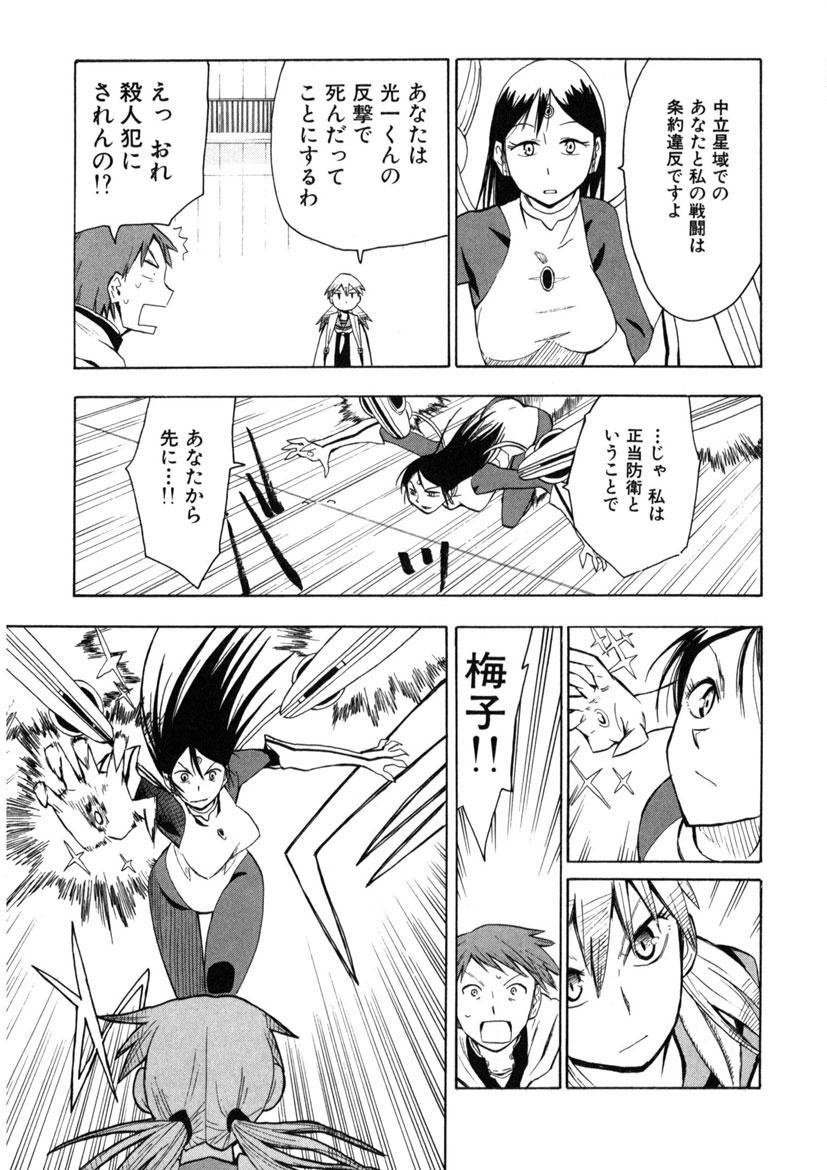 中立星域での
あなたと私の戦闘は
条約違反ですよ
あなたは
光一くんの
反撃で
死んだって
ことにするわ
えっ おれ
殺人犯に
されんの!?
…じゃ 私は
正当防衛と
いうことで
あなたから
先に…!!
バッ
梅子!!